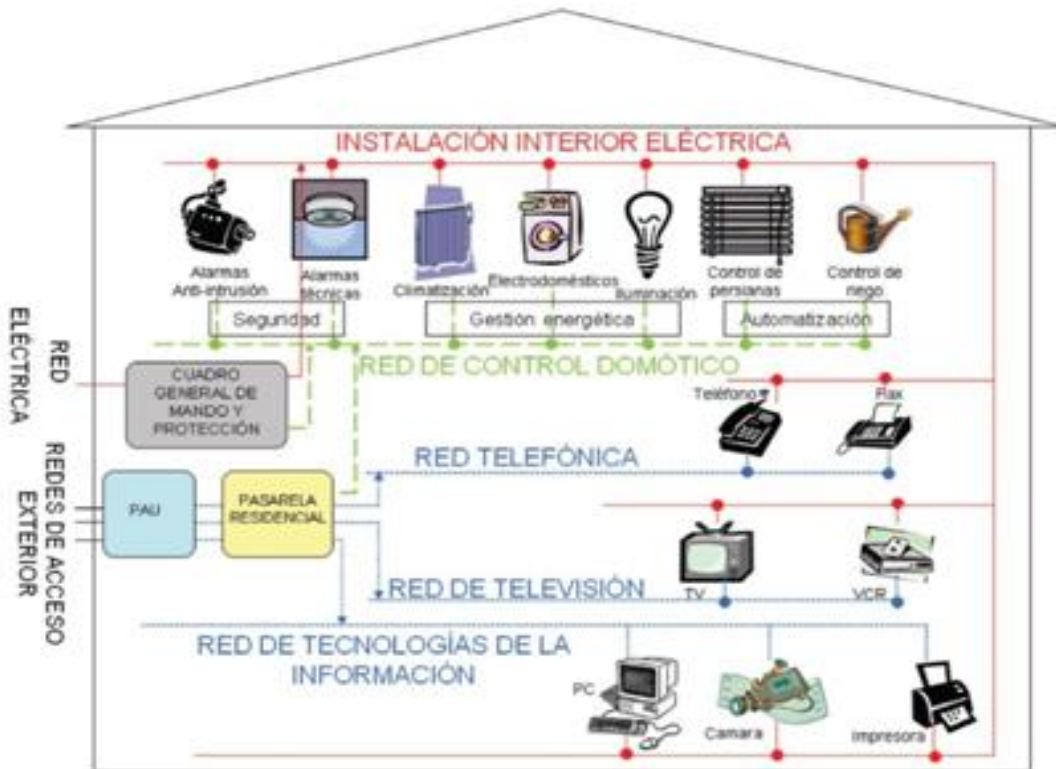 INSTALACIÓN INTERIOR ELÉCTRICA
Alarmas
Anti-intrusión
Alarmas
técnicas
Climatización
Electrodomésticos
Iluminación
Control de
persianas
Control de
riego
Seguridad
Gestión energética
Automatización
RED DE CONTROL DOMÓTICO
RED
ELÉCTRICA
CUADRO
GENERAL DE
MANDO Y
PROTECCIÓN
Teléfono
Fax
RED TELEFÓNICA
REDES DE ACCESO
EXTERIOR
PAU
PASARELA
RESIDENCIAL
RED DE TELEVISIÓN
TV
VCR
RED DE TECNOLOGÍAS DE LA
INFORMACIÓN
PC
Camara
Impresora